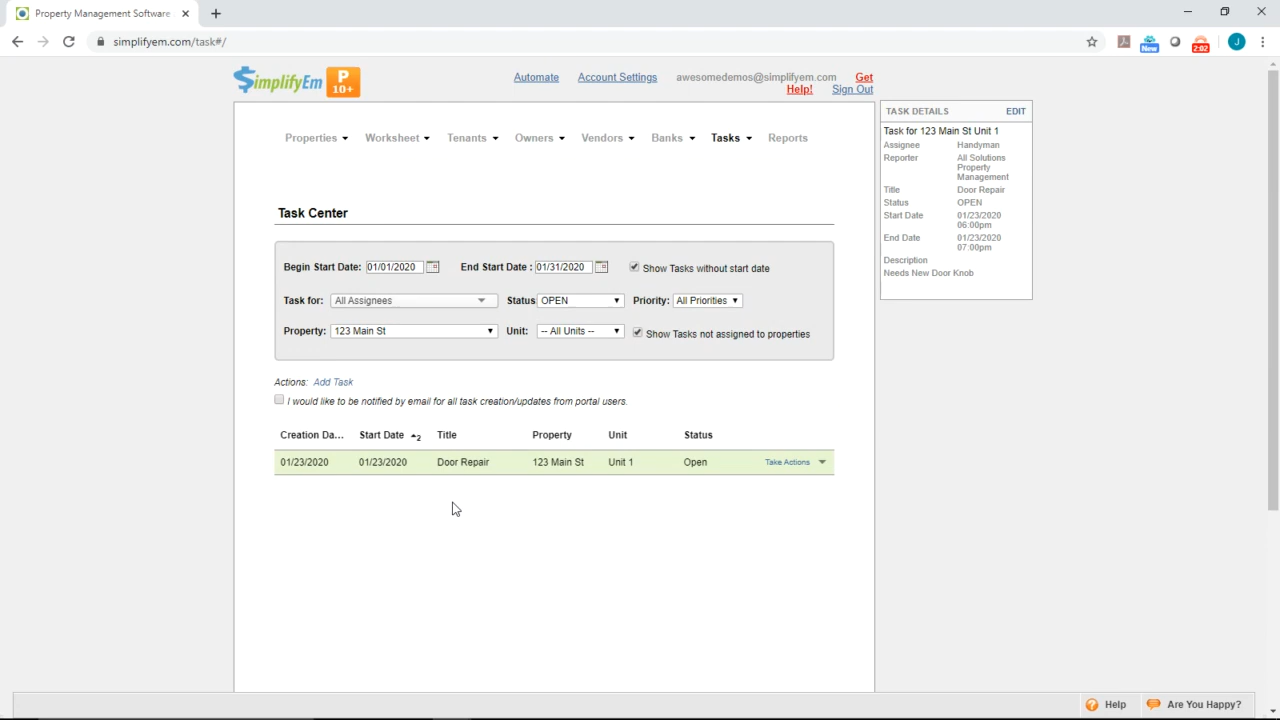 Property Management Software
simplifyem.com/task#/
New
2:02
J
SimplifyEm P 10+
Automate Account Settings awesomedemos@simplifyem.com Get Help! Sign Out
Properties Worksheet Tenants Owners Vendors Banks Tasks Reports
Task Center
Begin Start Date: 01/01/2020 End Start Date : 01/31/2020 Show Tasks without start date
Task for: All Assignees Status OPEN Priority: All Priorities
Property: 123 Main St Unit: -- All Units -- Show Tasks not assigned to properties
Actions: Add Task
I would like to be notified by email for all task creation/updates from portal users.
Creation Da... Start Date 2 Title Property Unit Status
01/23/2020 01/23/2020 Door Repair 123 Main St Unit 1 Open Take Actions
TASK DETAILS EDIT
Task for 123 Main St Unit 1
Assignee Handyman
Reporter All Solutions
Property
Management
Title Door Repair
Status OPEN
Start Date 01/23/2020
06:00pm
End Date 01/23/2020
07:00pm
Description
Needs New Door Knob
Help Are You Happy?